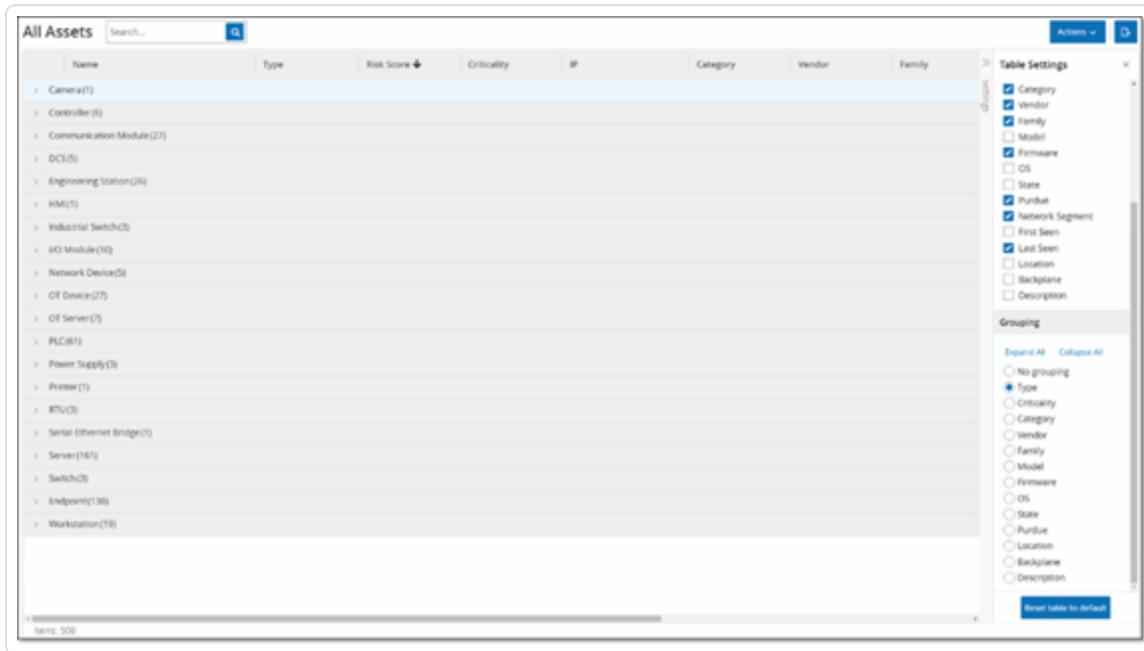 All Assets Search... Actions
Name Type Risk Score Criticality IP Category Vendor Family
Table Settings
settings
Camera(1)
Controller(6)
Communication Module(27)
DCS(5)
Engineering Station(26)
HMI(1)
Industrial Switch(3)
I/O Module(10)
Network Device(5)
OT Device(27)
OT Server(7)
PLC(61)
Power Supply(3)
Printer(1)
RTU(3)
Serial-Ethernet Bridge(1)
Server(161)
Switch(3)
Endpoint(138)
Workstation(19)
Items: 508
Category
Vendor
Family
Model
Firmware
OS
State
Purdue
Network Segment
First Seen
Last Seen
Location
Backplane
Description
Grouping
Expand All Collapse All
No grouping
Type
Criticality
Category
Vendor
Family
Model
Firmware
OS
State
Purdue
Location
Backplane
Description
Reset table to default